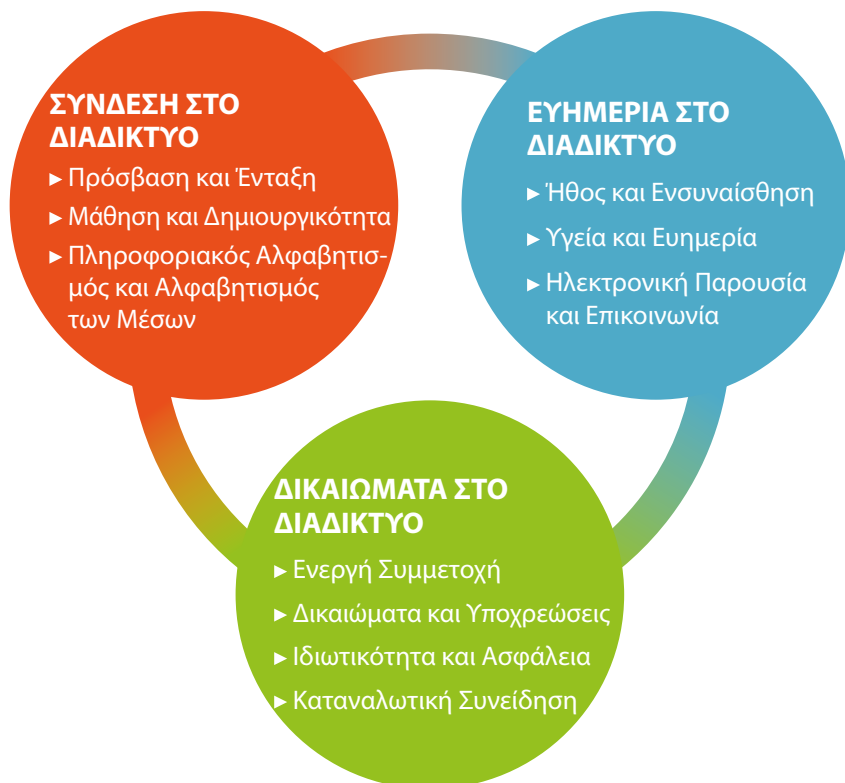 ΣΥΝΔΕΣΗ ΣΤΟ
ΔΙΑΔΙΚΤΥΟ
▸ Πρόσβαση και Ένταξη
▸ Μάθηση και Δημιουργικότητα
▸ Πληροφοριακός Αλφαβητισ-
μός και Αλφαβητισμός
των Μέσων
ΕΥΗΜΕΡΙΑ ΣΤΟ
ΔΙΑΔΙΚΤΥΟ
▸ Ήθος και Ενσυναίσθηση
▸ Υγεία και Ευημερία
▸ Ηλεκτρονική Παρουσία
και Επικοινωνία
ΔΙΚΑΙΩΜΑΤΑ ΣΤΟ
ΔΙΑΔΙΚΤΥΟ
▸ Ενεργή Συμμετοχή
▸ Δικαιώματα και Υποχρεώσεις
▸ Ιδιωτικότητα και Ασφάλεια
▸ Καταναλωτική Συνείδηση